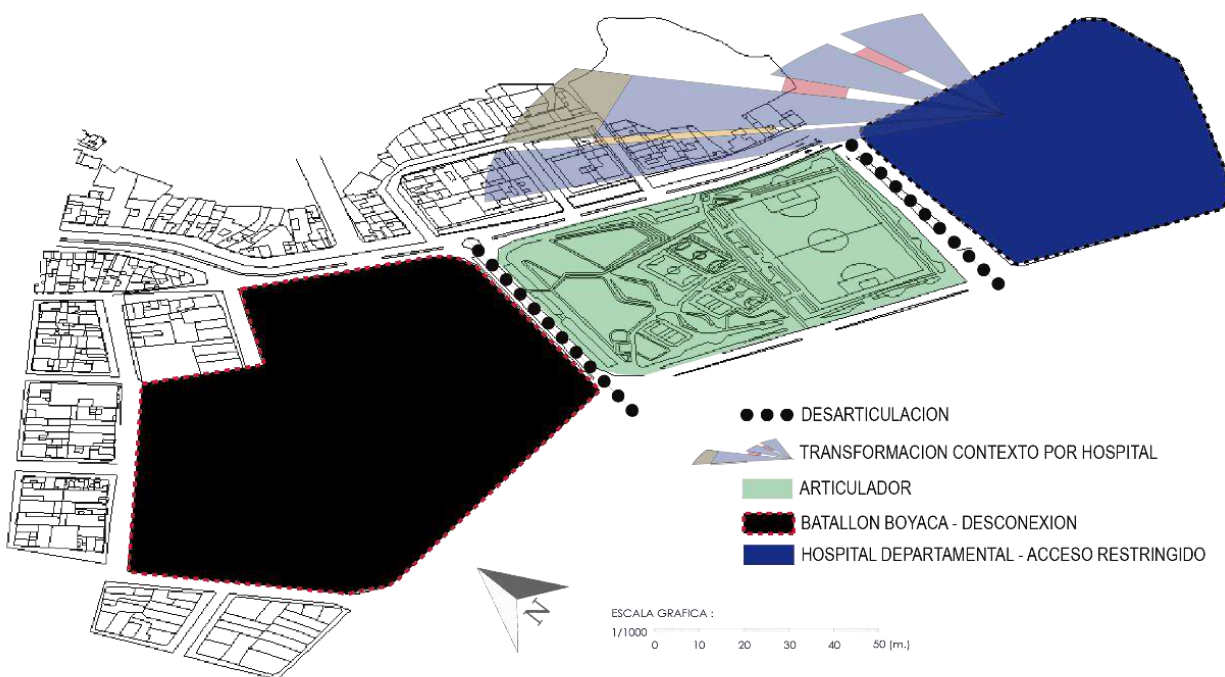 DESARTICULACION
TRANSFORMACION CONTEXTO POR HOSPITAL
ARTICULADOR
BATALLON BOYACA - DESCONEXION
HOSPITAL DEPARTAMENTAL - ACCESO RESTRINGIDO
N
ESCALA GRAFICA :
1/1000 0 10 20 30 40 50 (m.)